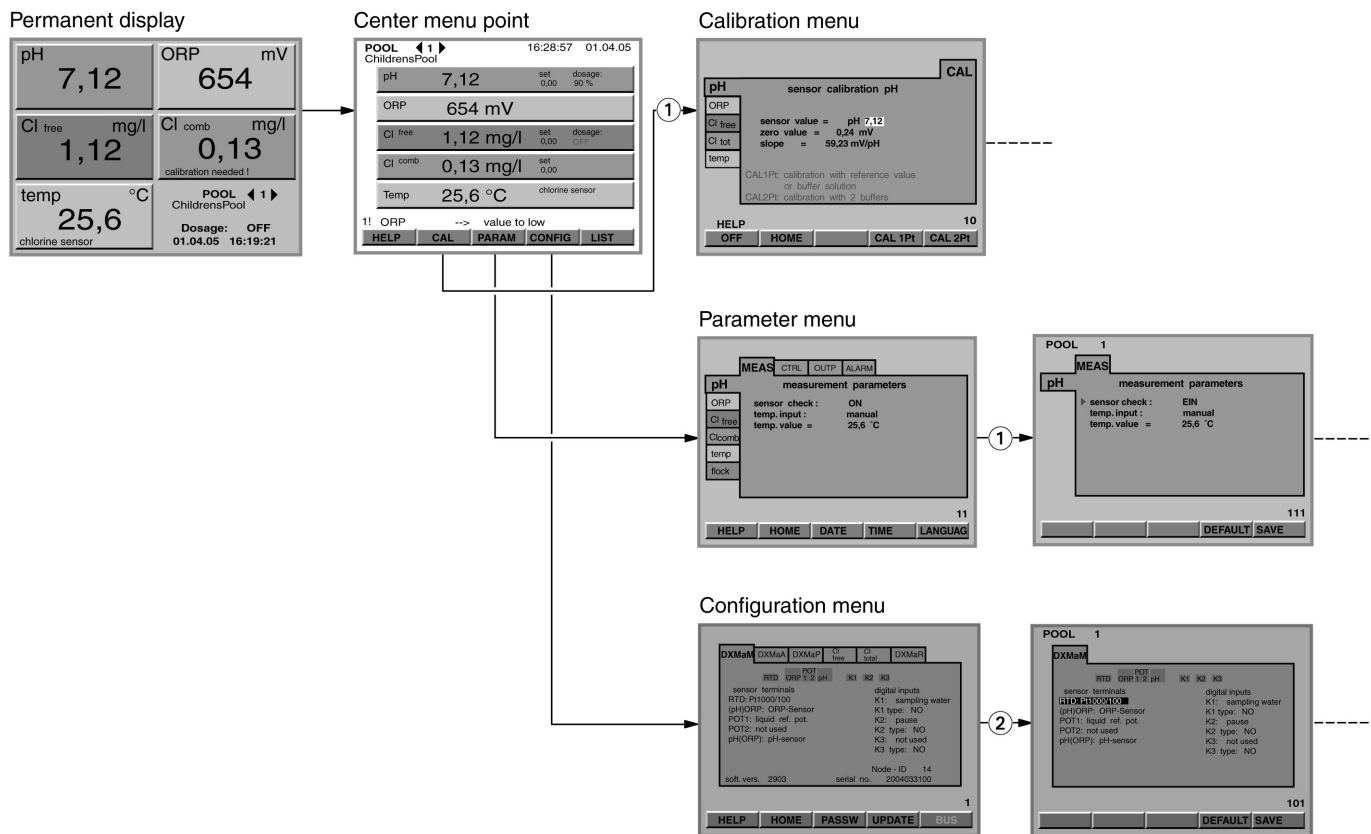 Permanent display
pH
7,12
ORP mV
654
Cl free mg/l
1,12
Cl comb mg/l
0,13
calibration needed !
temp °C
25,6
chlorine sensor
POOL 1
ChildrensPool
Dosage: OFF
01.04.05 16:19:21
Center menu point
POOL 1 16:28:57 01.04.05
ChildrensPool
pH 7,12 set 0,00 dosage: 90 %
ORP 654 mV
Cl free 1,12 mg/l set 0,00 dosage: OFF
Cl comb 0,13 mg/l set 0,00
Temp 25,6 °C chlorine sensor
1! ORP --> value to low
HELP CAL PARAM CONFIG LIST
1
Calibration menu
CAL
pH sensor calibration pH
ORP
Cl free
Cl tot
temp
sensor value = pH 7,12
zero value = 0,24 mV
slope = 59,23 mV/pH
CAL1Pt: calibration with reference value
or buffer solution
CAL2Pt: calibration with 2 buffers
HELP 10
OFF HOME CAL 1Pt CAL 2Pt
Parameter menu
MEAS CTRL OUTP ALARM
pH measurement parameters
ORP
Cl free
Clcomb
temp
flock
sensor check : ON
temp. input : manual
temp. value = 25,6 °C
11
HELP HOME DATE TIME LANGUAG
1
POOL 1
MEAS
pH measurement parameters
sensor check : EIN
temp. input : manual
temp. value = 25,6 °C
111
DEFAULT SAVE
Configuration menu
DXMaM DXMaA DXMaP Cl free Cl total DXMaR
POT
RTD ORP 1 2 pH K1 K2 K3
sensor terminals digital inputs
RTD: Pt1000/100 K1: sampling water
(pH)ORP: ORP-Sensor K1 type: NO
POT1: liquid ref. pot. K2: pause
POT2: not used K2 type: NO
pH(ORP): pH-sensor K3: not used
K3 type: NO
Node - ID 14
soft. vers. 2903 serial no. 2004033100
1
HELP HOME PASSW UPDATE BUS
2
POOL 1
DXMaM
POT
RTD ORP 1 2 pH K1 K2 K3
sensor terminals digital inputs
RTD: Pt1000/100 K1: sampling water
(pH)ORP: ORP-Sensor K1 type: NO
POT1: liquid ref. pot. K2: pause
POT2: not used K2 type: NO
pH(ORP): pH-sensor K3: not used
K3 type: NO
101
DEFAULT SAVE